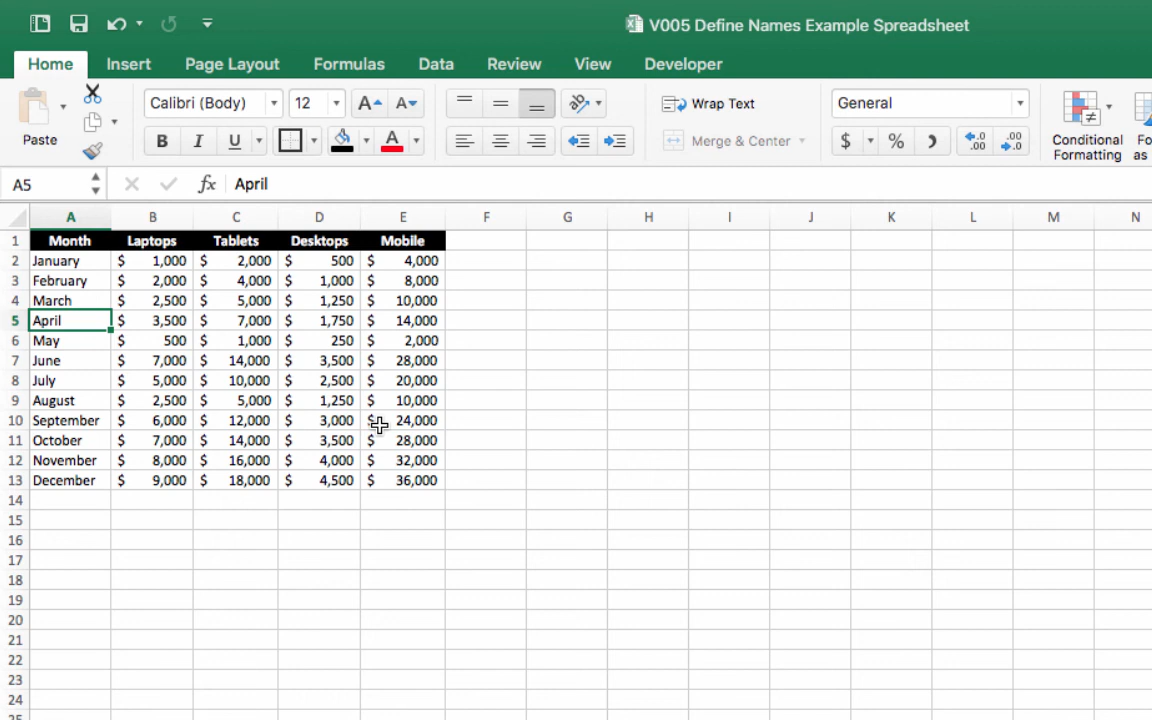 V005 Define Names Example Spreadsheet
Home Insert Page Layout Formulas Data Review View Developer
Calibri (Body) 12 A A Wrap Text General
Paste B I U A Merge & Center $ % .0 .00 .00 .0 Conditional Formatting Fo as
A5 fx April
A B C D E F G H I J K L M N
1 Month Laptops Tablets Desktops Mobile
2 January $ 1,000 $ 2,000 $ 500 $ 4,000
3 February $ 2,000 $ 4,000 $ 1,000 $ 8,000
4 March $ 2,500 $ 5,000 $ 1,250 $ 10,000
5 April $ 3,500 $ 7,000 $ 1,750 $ 14,000
6 May $ 500 $ 1,000 $ 250 $ 2,000
7 June $ 7,000 $ 14,000 $ 3,500 $ 28,000
8 July $ 5,000 $ 10,000 $ 2,500 $ 20,000
9 August $ 2,500 $ 5,000 $ 1,250 $ 10,000
10 September $ 6,000 $ 12,000 $ 3,000 $ 24,000
11 October $ 7,000 $ 14,000 $ 3,500 $ 28,000
12 November $ 8,000 $ 16,000 $ 4,000 $ 32,000
13 December $ 9,000 $ 18,000 $ 4,500 $ 36,000
14
15
16
17
18
19
20
21
22
23
24
25